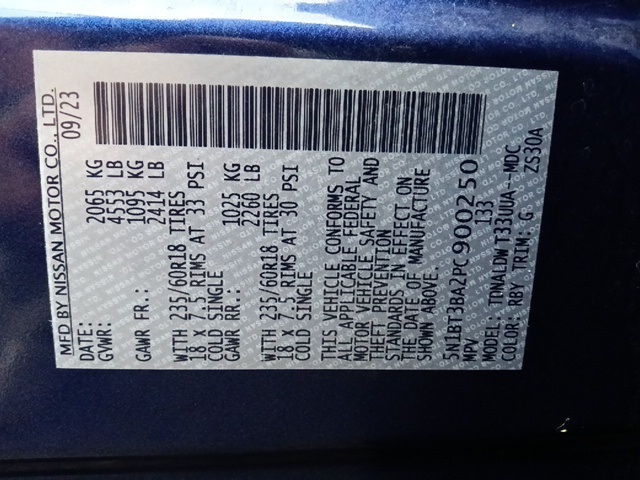 MFD BY NISSAN MOTOR CO., LTD.
DATE: 09/23
GVWR: 2065 KG
4553 LB
GAWR FR.: 1095 KG
2414 LB
WITH 235/60R18 TIRES
18 X 7.5 RIMS AT 33 PSI
COLD SINGLE
GAWR RR.: 1025 KG
2260 LB
WITH 235/60R18 TIRES
18 X 7.5 RIMS AT 30 PSI
COLD SINGLE
THIS VEHICLE CONFORMS TO
ALL APPLICABLE FEDERAL
MOTOR VEHICLE SAFETY AND
THEFT PREVENTION
STANDARDS IN EFFECT ON
THE DATE OF MANUFACTURE
SHOWN ABOVE.
5N1BT3BA2PC900250
MPV 133
MODEL: TANALDW T33UUA--MDC
COLOR: RBY TRIM: G ZS30A